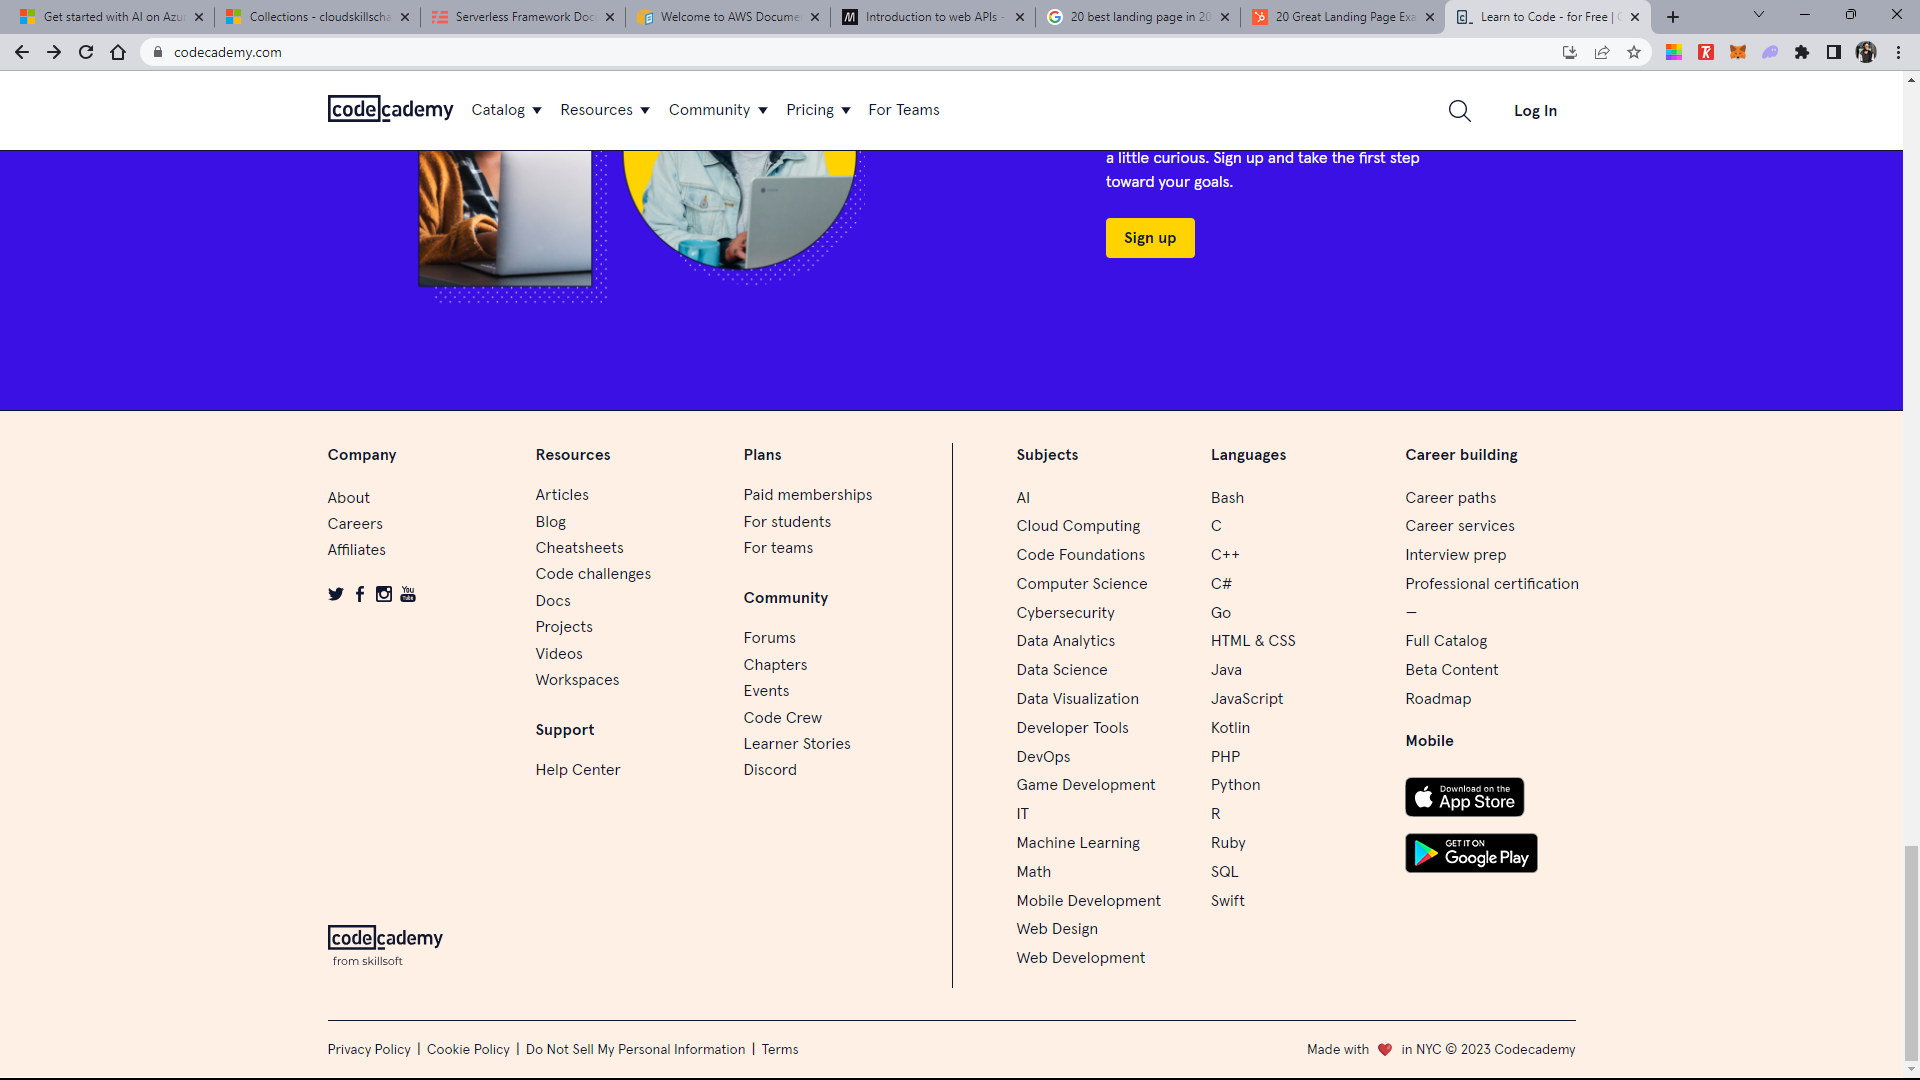 Get started with AI on Azu
Collections - cloudskillscha
Serverless Framework Doc
Welcome to AWS Docume
Introduction to web APIs -
20 best landing page in 20
20 Great Landing Page Exa
Learn to Code - for Free |
codecademy.com
codecademy
Catalog
Resources
Community
Pricing
For Teams
Log In
a little curious. Sign up and take the first step
toward your goals.
Sign up
Company
About
Careers
Affiliates
You Tube
Resources
Articles
Blog
Cheatsheets
Code challenges
Docs
Projects
Videos
Workspaces
Support
Help Center
Plans
Paid memberships
For students
For teams
Community
Forums
Chapters
Events
Code Crew
Learner Stories
Discord
Subjects
AI
Cloud Computing
Code Foundations
Computer Science
Cybersecurity
Data Analytics
Data Science
Data Visualization
Developer Tools
DevOps
Game Development
IT
Machine Learning
Math
Mobile Development
Web Design
Web Development
Languages
Bash
C
C++
C#
Go
HTML & CSS
Java
JavaScript
Kotlin
PHP
Python
R
Ruby
SQL
Swift
Career building
Career paths
Career services
Interview prep
Professional certification
—
Full Catalog
Beta Content
Roadmap
Mobile
Download on the
App Store
GET IT ON
Google Play
codecademy
from skillsoft
Privacy Policy | Cookie Policy | Do Not Sell My Personal Information | Terms
Made with ❤️ in NYC © 2023 Codecademy